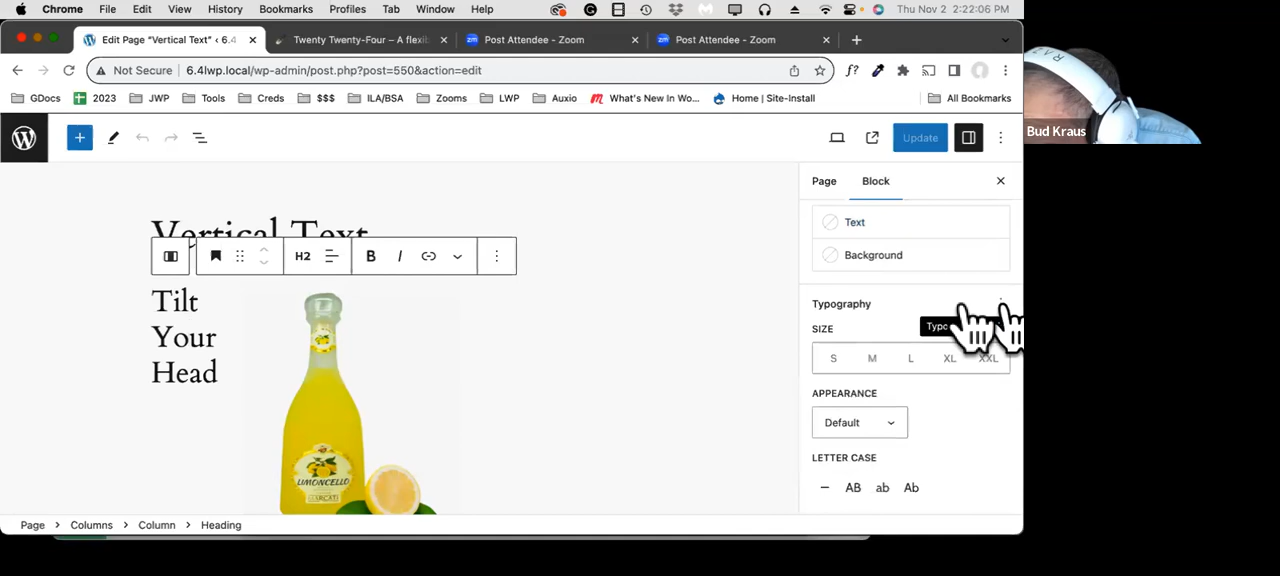 Chrome File Edit View History Bookmarks Profiles Tab Window Help Thu Nov 2 2:22:06 PM
Edit Page “Vertical Text” ‹ 6.4 Twenty Twenty-Four – A flexib Post Attendee - Zoom Post Attendee - Zoom
Not Secure 6.4lwp.local/wp-admin/post.php?post=550&action=edit
GDocs 2023 JWP Tools Creds $$$ ILA/BSA Zooms LWP Auxio What's New In Wo... Home | Site-Install All Bookmarks
Bud Kraus
Update
Page Block
Text
Vertical Text
H2 B I
Background
Tilt
Your
Head
Typography
Typo
SIZE
S M L XL XXL
APPEARANCE
Default
LETTER CASE
AB ab Ab
LIMONCELLO
Page > Columns > Column > Heading